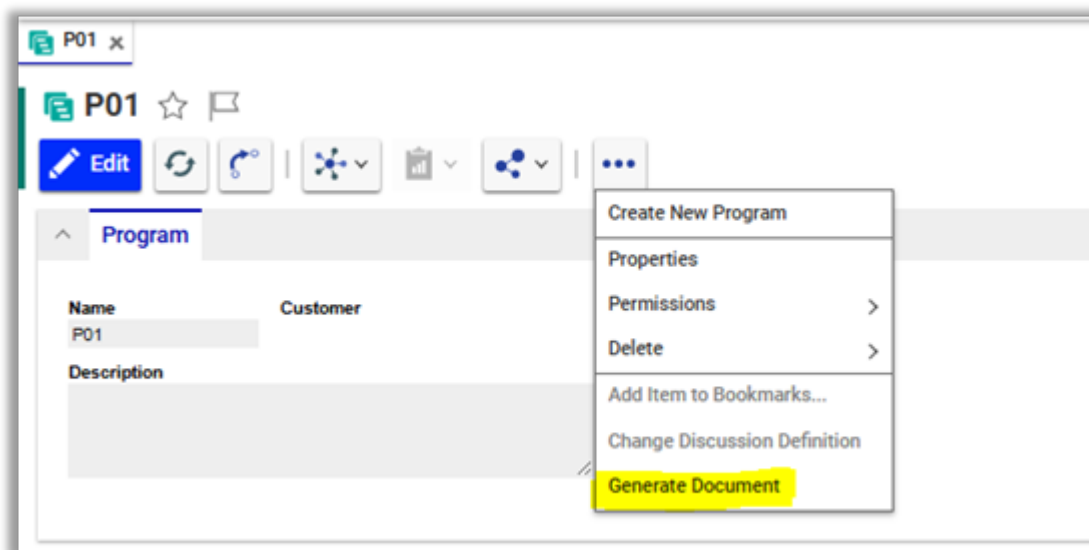 P01 x
P01
Edit
Create New Program
Program
Properties
Name
Customer
Permissions
P01
Delete
Description
Add Item to Bookmarks...
Change Discussion Definition
Generate Document